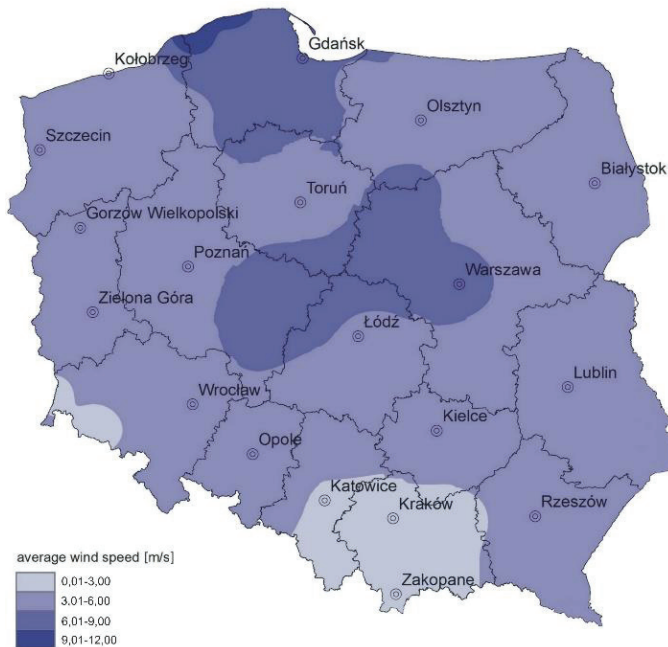 Gdańsk
Kołobrzeg
Olsztyn
Szczecin
Białystok
Toruń
Gorzów Wielkopolski
Poznań
Warszawa
Zielona Góra
Łódź
Lublin
Wrocław
Kielce
Opole
Katowice
Kraków
Rzeszów
Zakopane
average wind speed [m/s]
0,01-3,00
3.01-6,00
6,01-9,00
9,01-12,00